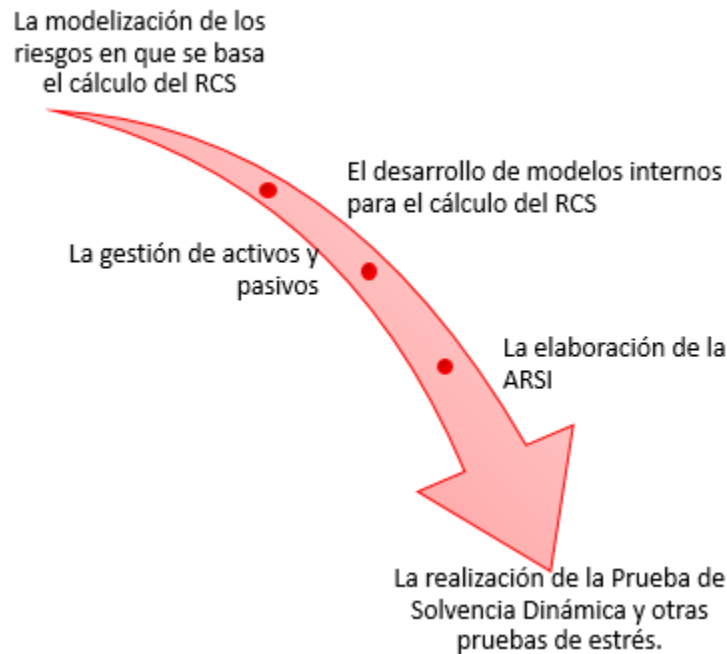 La modelización de los
riesgos en que se basa
el cálculo del RCS
El desarrollo de modelos internos
para el cálculo del RCS
La gestión de activos y
pasivos
La elaboración de la
ARSI
La realización de la Prueba de
Solvencia Dinámica y otras
pruebas de estrés.